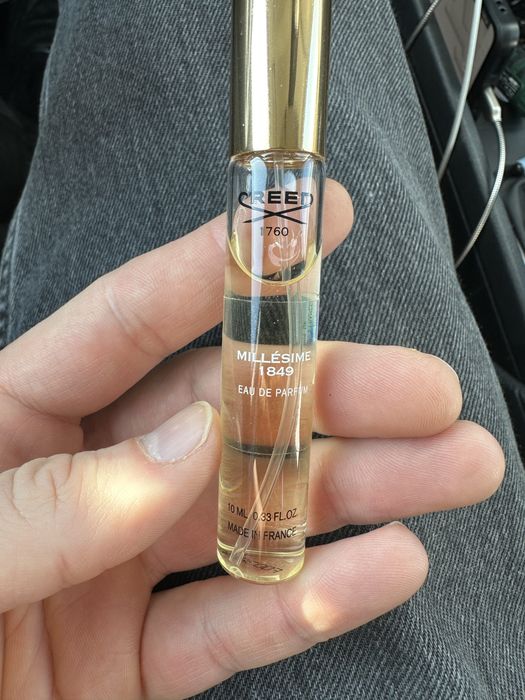 CREED
1760
MILLÉSIME
1849
EAU DE PARFUM
10 ML 0.33 FL.OZ
MADE IN FRANCE